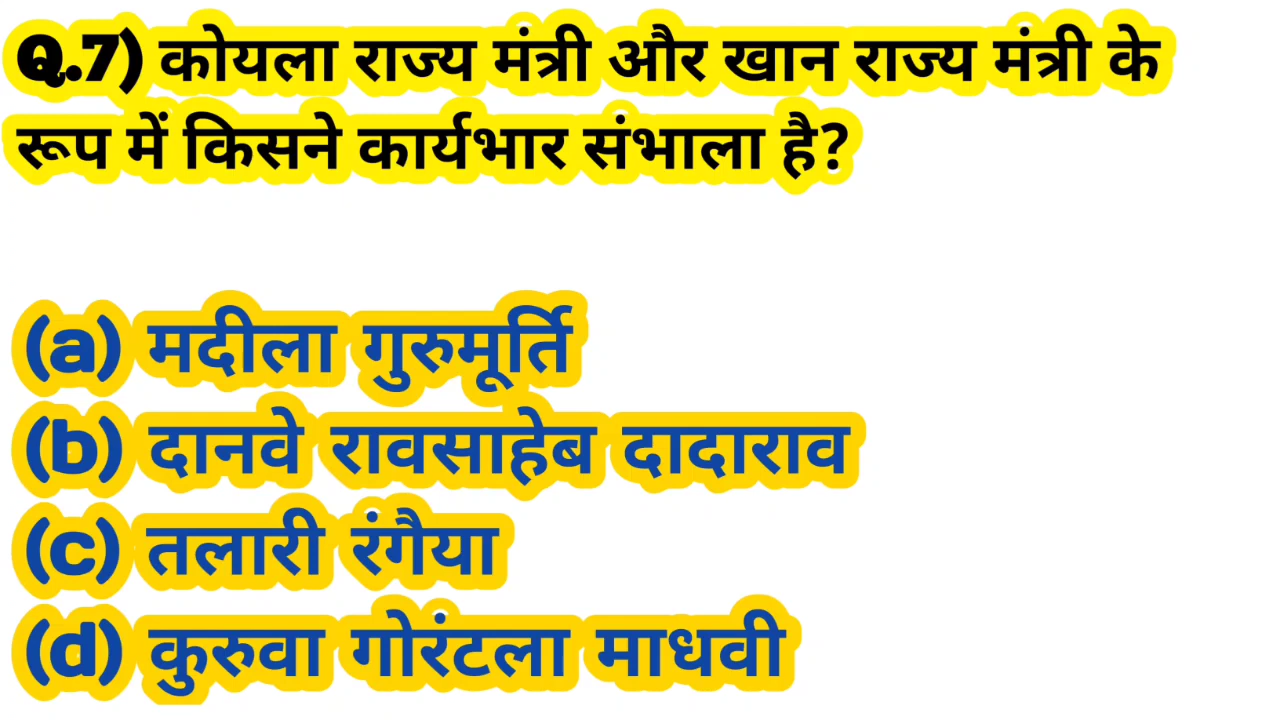 Q.7) कोयला राज्य मंत्री और खान राज्य मंत्री के
रूप में किसने कार्यभार संभाला है?
(a) मदीला गुरुमूर्ति
(b) दानवे रावसाहेब दादाराव
(c) तलारी रंगैया
(d) कुरुवा गोरंटला माधवी